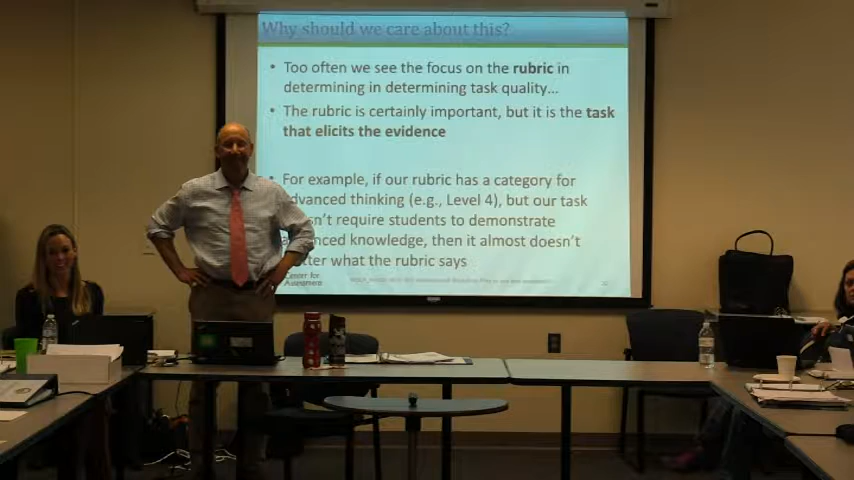 Why should we care about this?
• Too often we see the focus on the rubric in
determining in determining task quality...
• The rubric is certainly important, but it is the task
that elicits the evidence
• For example, if our rubric has a category for
dvanced thinking (e.g., Level 4), but our task
sn't require students to demonstrate
nced knowledge, then it almost doesn't
tter what the rubric says
Center for
Assessment